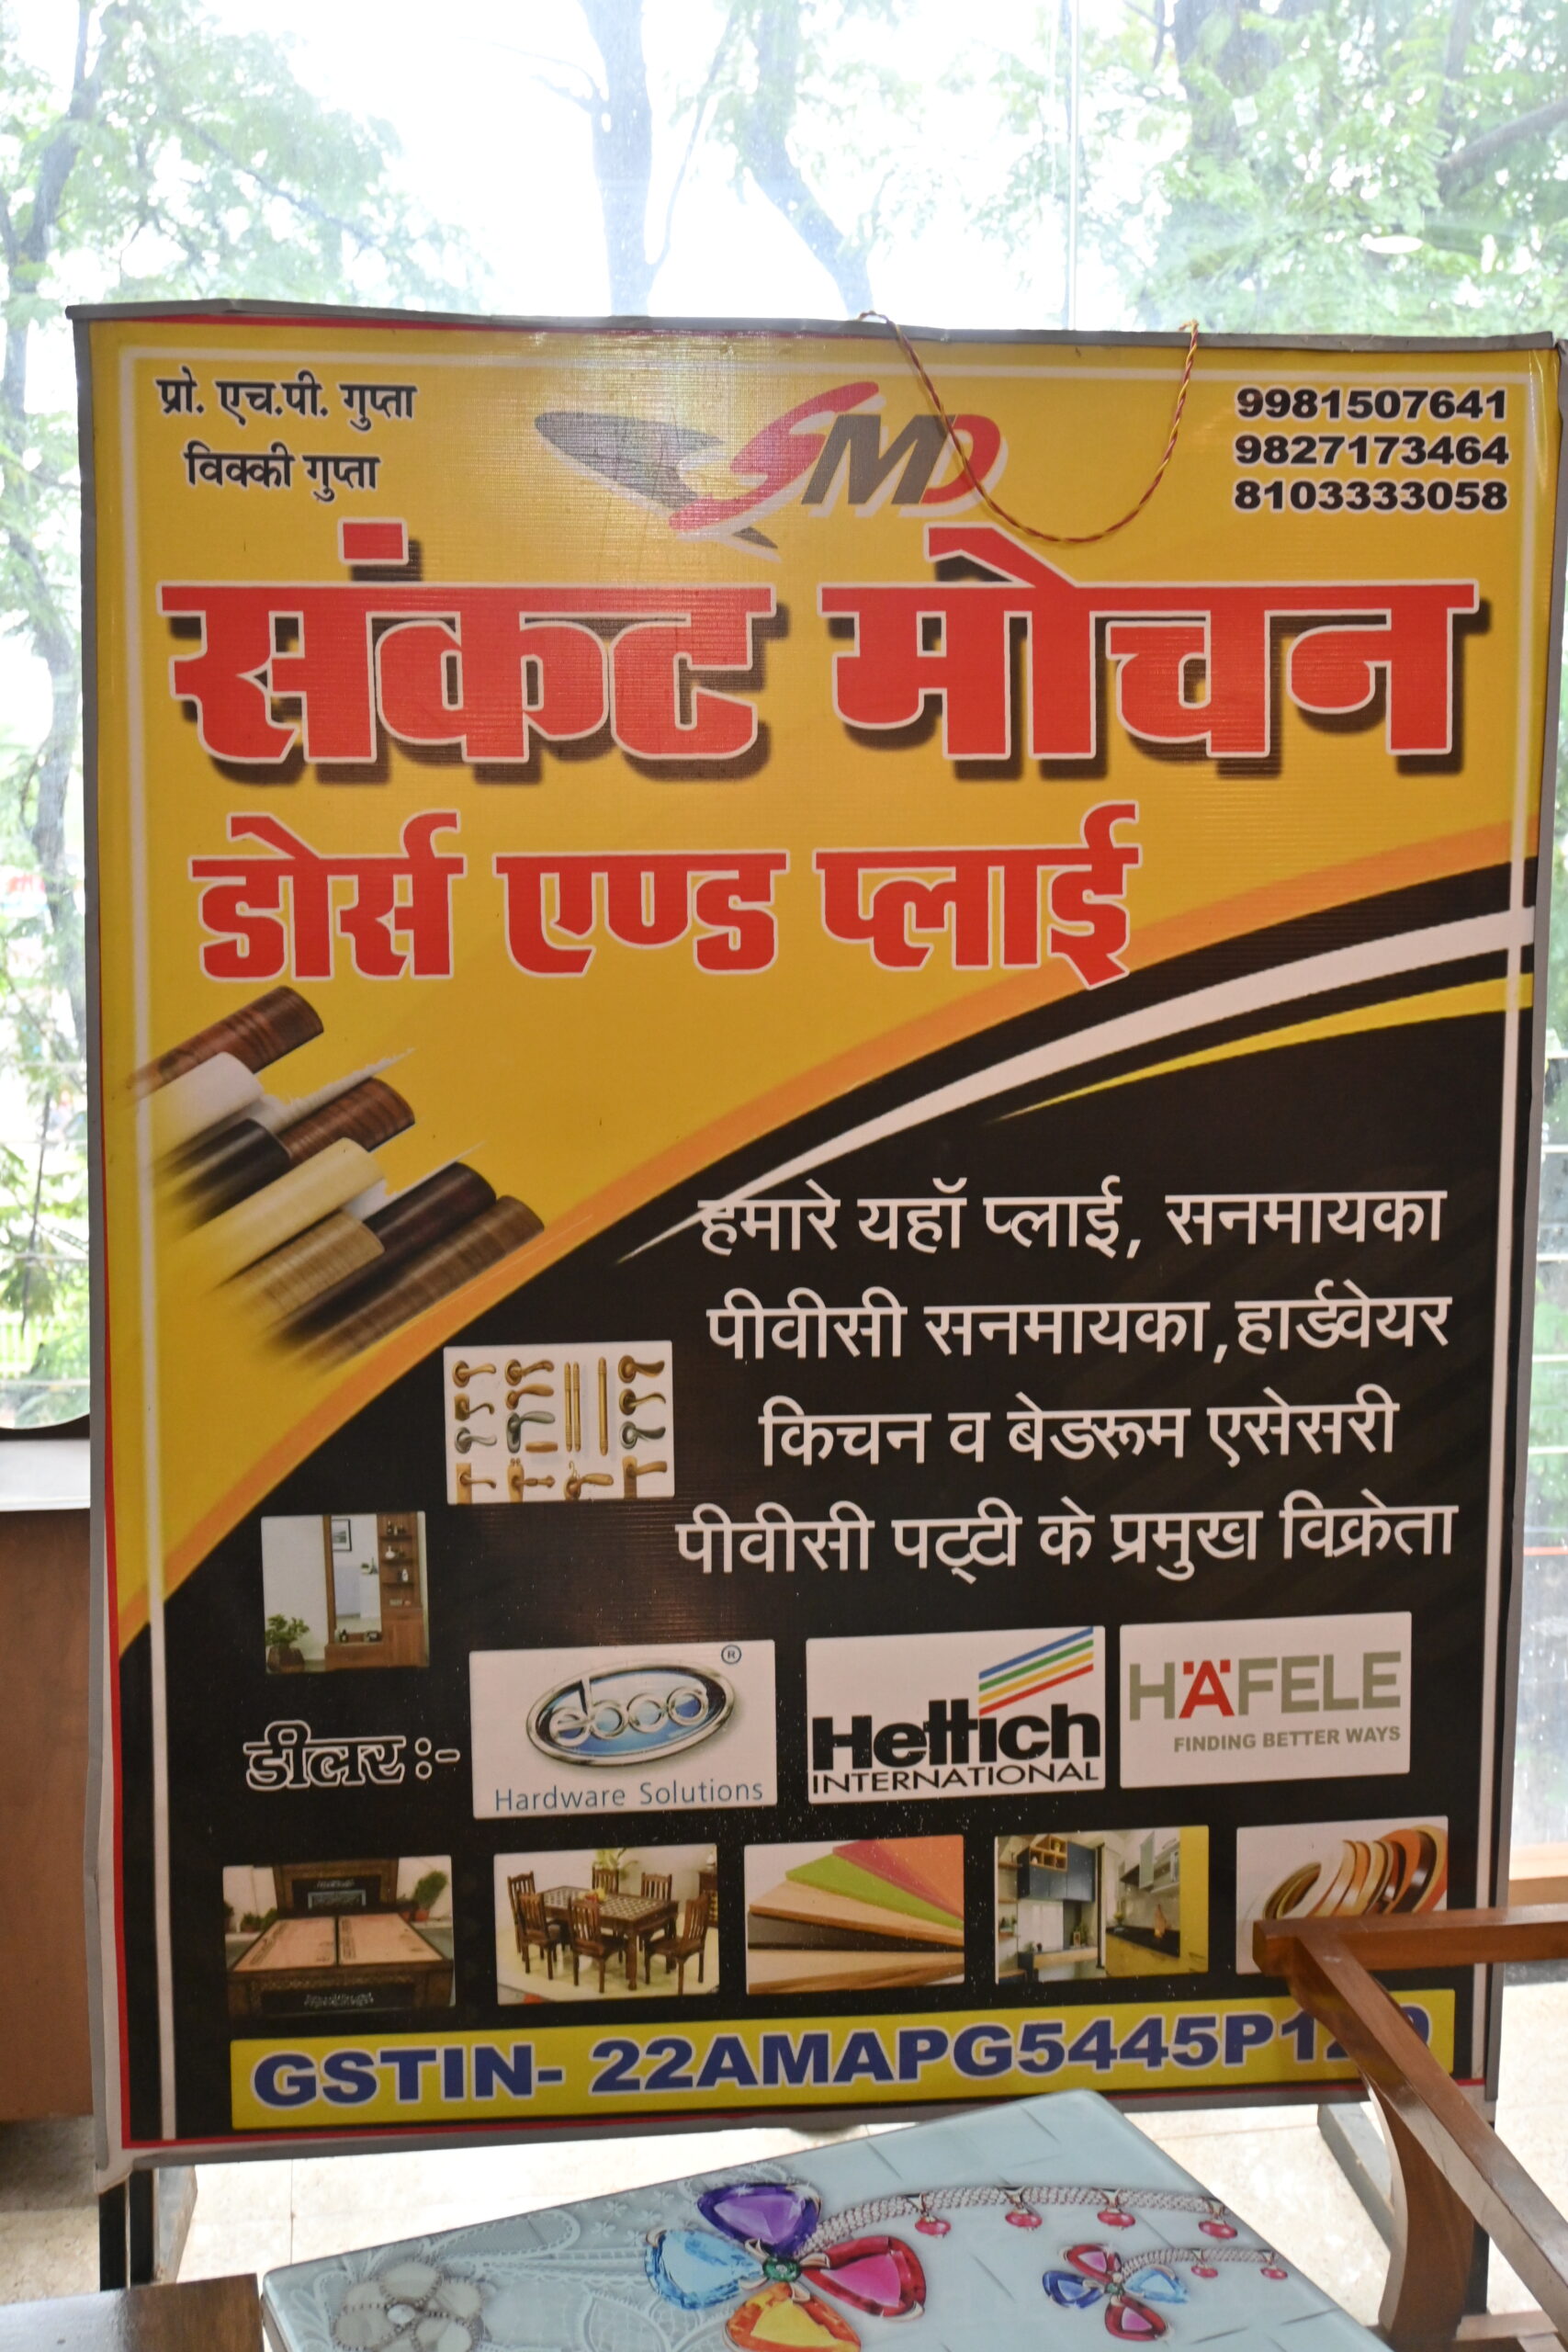 प्रो. एच.पी. गुप्ता
विक्की गुप्ता
SMD
9981507641
9827173464
8103333058
संकट मोचन
डोर्स एण्ड प्लाई
हमारे यहॉ प्लाई, सनमायका
पीवीसी सनमायका,हार्डवेयर
किचन व बेडरूम एसेसरी
पीवीसी पट्टी के प्रमुख विक्रेता
डीलर :-
ebco ®
Hardware Solutions
Hettich
INTERNATIONAL
HÄFELE
FINDING BETTER WAYS
GSTIN-